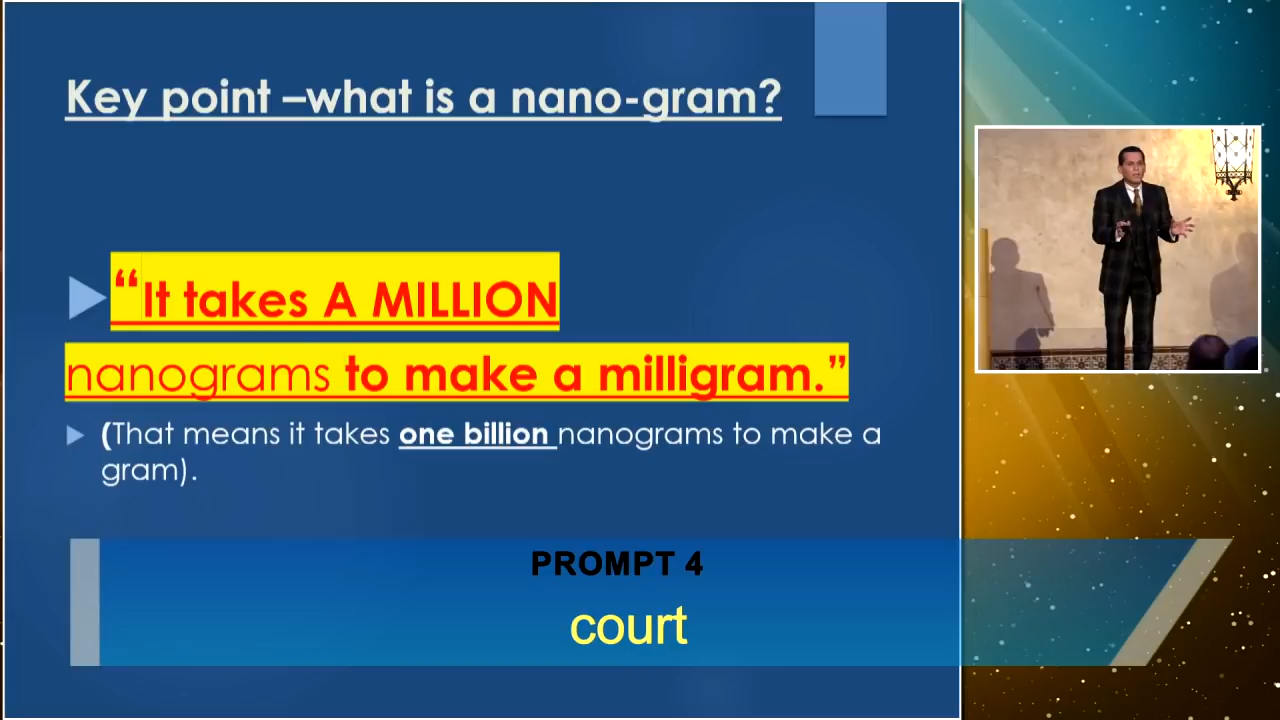 Key point –what is a nano-gram?
“It takes A MILLION
nanograms to make a milligram.”
(That means it takes one billion nanograms to make a
gram).
PROMPT 4
court